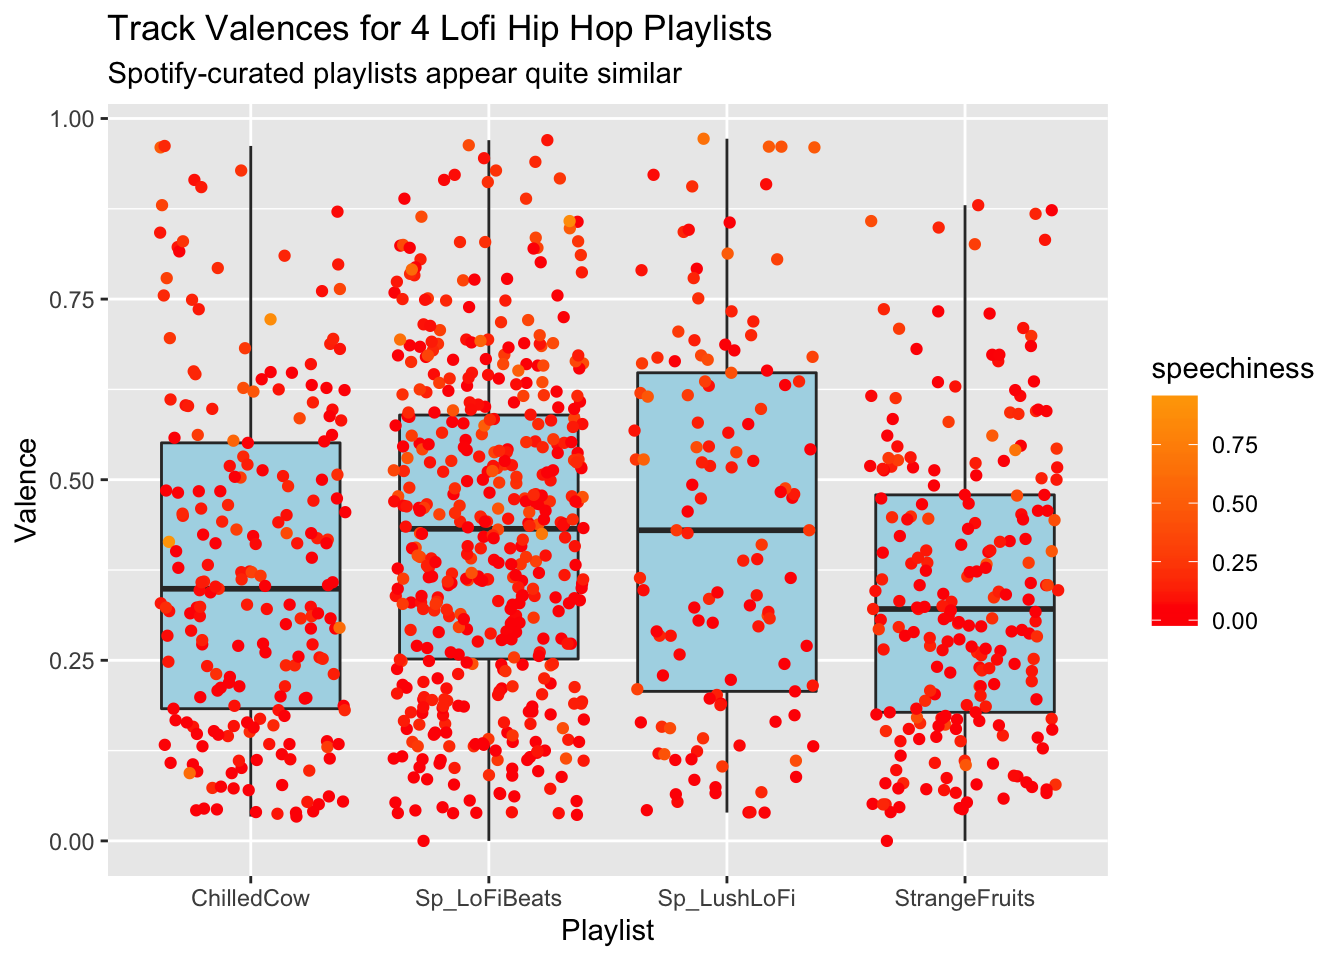 Track Valences for 4 Lofi Hip Hop Playlists
Spotify-curated playlists appear quite similar
1.00
0.75
0.50
0.25
0.00
Valence
ChilledCow
Sp_LoFiBeats
Sp_LushLoFi
StrangeFruits
Playlist
speechiness
0.75
0.50
0.25
0.00